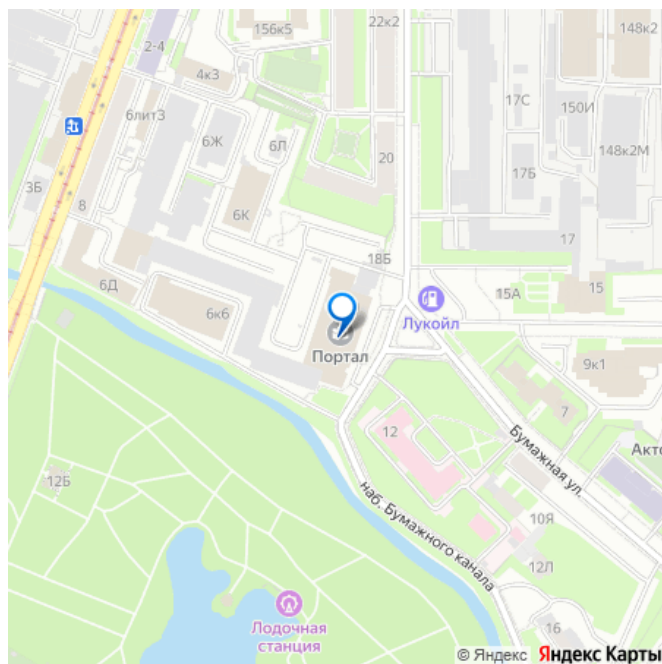 22к2
156к5
148к2
2-4
4к3
17С
150И
6лит3
6Ж
6Л
148к2М
20
17Б
3Б
6К
8
17
18Б
6Д
15А
15
6к6
Лукойл
Портал
9к1
7
12
Бумажная ул.
Акто
12Б
наб. Бумажного канала
10Я
12Л
Лодочная
станция
16
© Яндекс Яндекс Карты